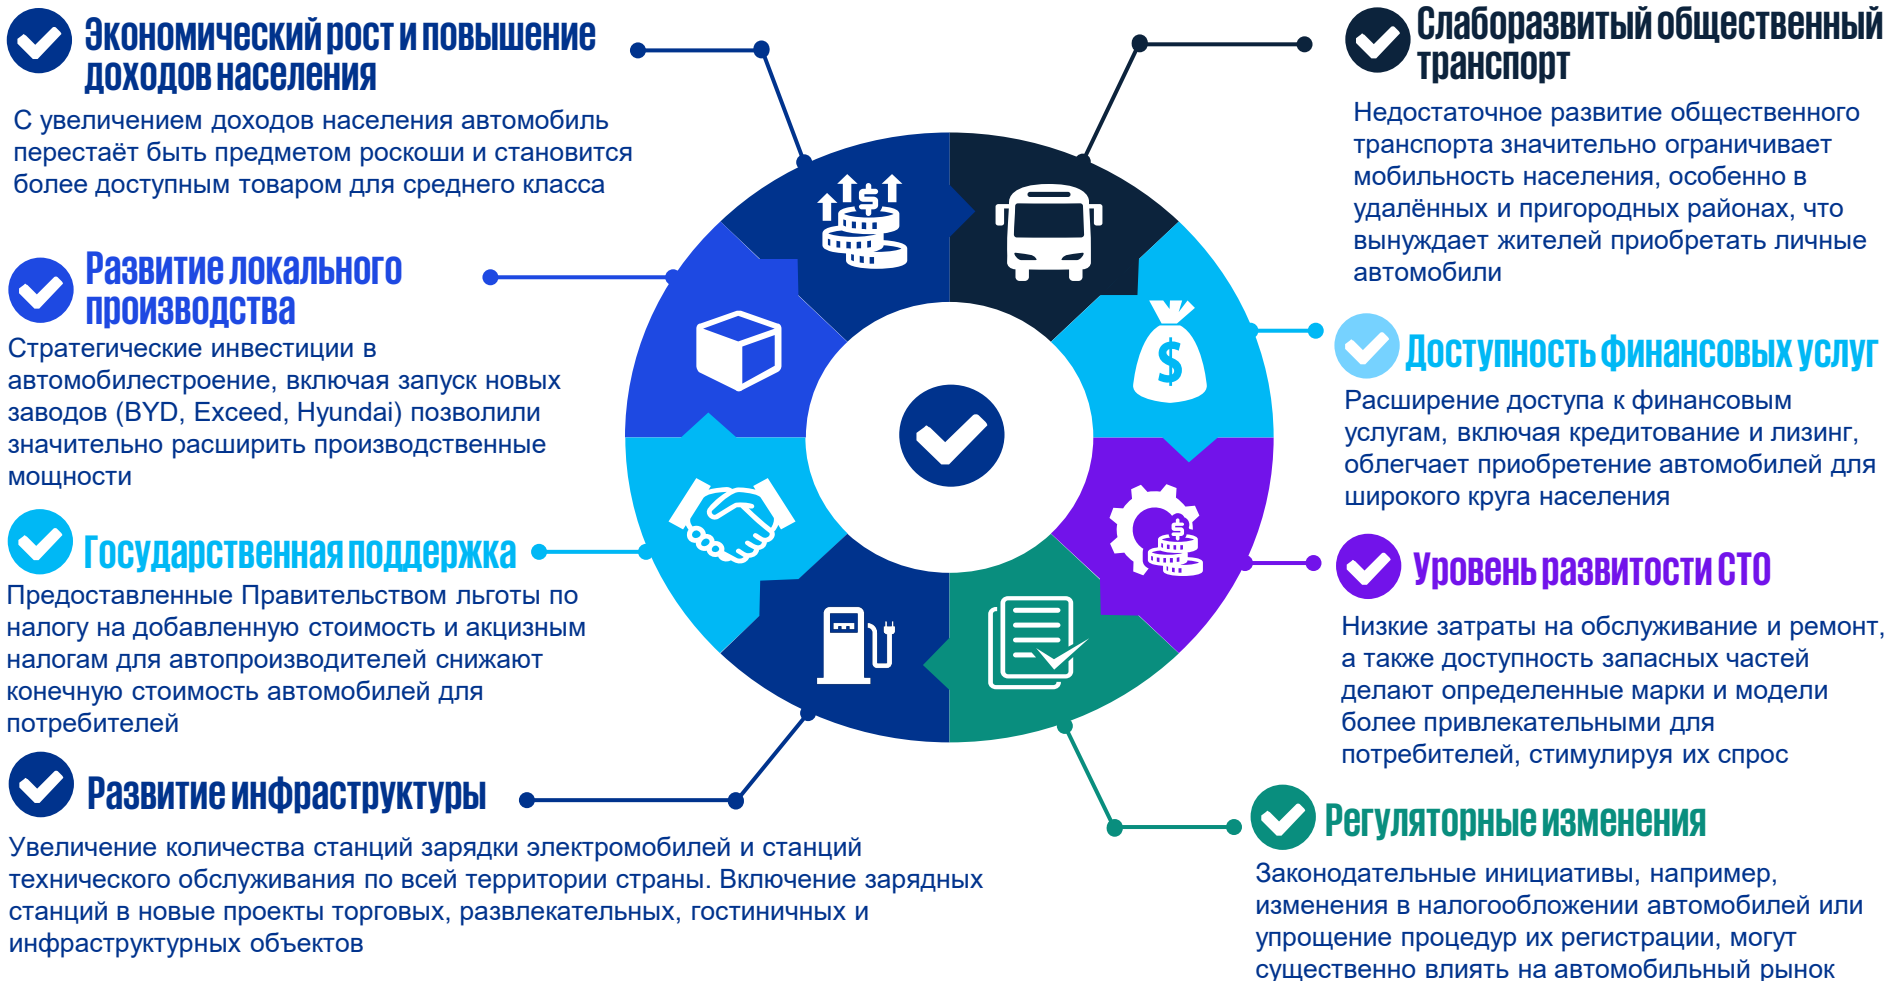 Экономический рост и повышение
доходов населения
С увеличением доходов населения автомобиль
перестаёт быть предметом роскоши и становится
более доступным товаром для среднего класса
Развитие локального
производства
Стратегические инвестиции в
автомобилестроение, включая запуск новых
заводов (BYD, Exceed, Hyundai) позволили
значительно расширить производственные
мощности
Государственная поддержка
Предоставленные Правительством льготы по
налогу на добавленную стоимость и акцизным
налогам для автопроизводителей снижают
конечную стоимость автомобилей для
потребителей
Развитие инфраструктуры
Увеличение количества станций зарядки электромобилей и станций
технического обслуживания по всей территории страны. Включение зарядных
станций в новые проекты торговых, развлекательных, гостиничных и
инфраструктурных объектов
Слаборазвитый общественный
транспорт
Недостаточное развитие общественного
транспорта значительно ограничивает
мобильность населения, особенно в
удалённых и пригородных районах, что
вынуждает жителей приобретать личные
автомобили
Доступность финансовых услуг
Расширение доступа к финансовым
услугам, включая кредитование и лизинг,
облегчает приобретение автомобилей для
широкого круга населения
Уровень развитости СТО
Низкие затраты на обслуживание и ремонт,
а также доступность запасных частей
делают определенные марки и модели
более привлекательными для
потребителей, стимулируя их спрос
Регуляторные изменения
Законодательные инициативы, например,
изменения в налогообложении автомобилей или
упрощение процедур их регистрации, могут
существенно влиять на автомобильный рынок